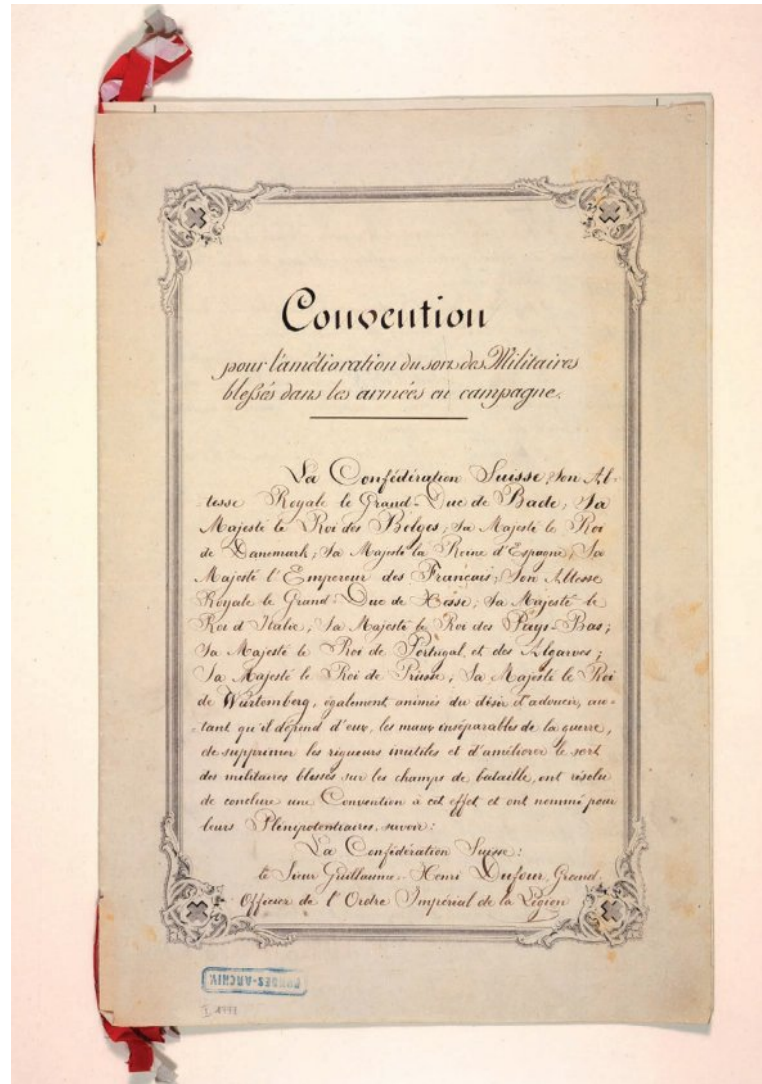 Convention
pour l'amélioration du sort des Militaires
blessés dans les armées en campagne.
La Confédération Suisse; Son Al-
tesse Royale le Grand-Duc de Bade; Sa
Majesté le Roi des Belges; Sa Majesté le Roi
de Danemark; Sa Majesté la Reine d'Espagne; Sa
Majesté l'Empereur des Français; Son Altesse
Royale le Grand-Duc de Hesse; Sa Majesté le
Roi d'Italie; Sa Majesté le Roi des Pays-Bas;
Sa Majesté le Roi de Portugal et des Algarves;
Sa Majesté le Roi de Prusse, Sa Majesté le Roi
de Würtemberg, également animés du désir d'adoucir, au-
tant qu'il dépend d'eux, les maux inséparables de la guerre,
de supprimer les rigueurs inutiles et d'améliorer le sort
des militaires blessés sur les champs de bataille, ont résolu
de conclure une Convention à cet effet et ont nommé pour
leurs Plénipotentiaires, savoir:
La Confédération Suisse:
le Sieur Guillaume-Henri Dufour, Grand
Officier de l'Ordre Impérial de la Légion
BUNDES-ARCHIV